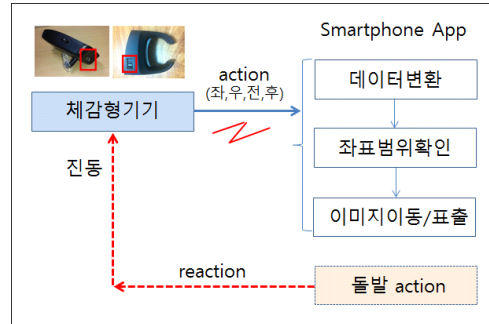 Smartphone App
action
(좌,우,전,후)
체감형기기
데이터변환
좌표범위확인
이미지이동/표출
진동
reaction
돌발 action